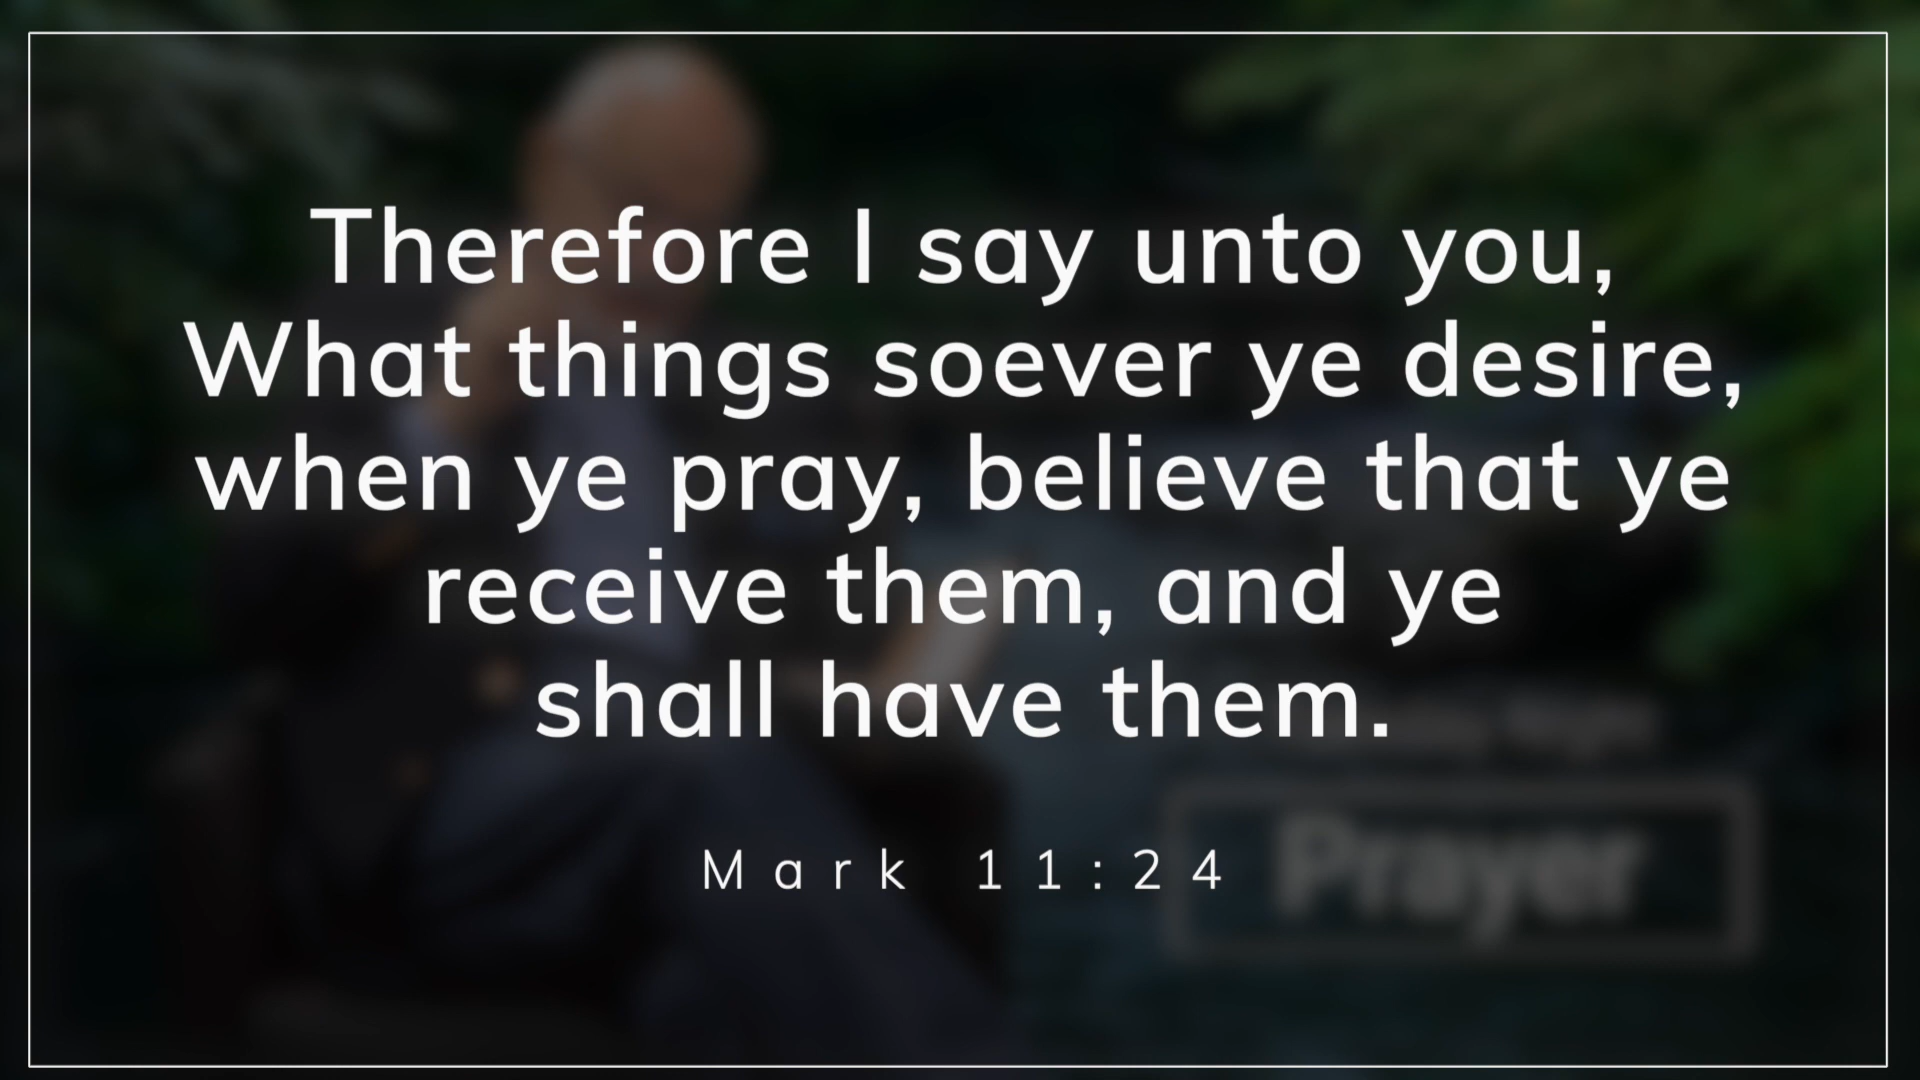 Therefore I say unto you,
What things soever ye desire,
when ye pray, believe that ye
receive them, and ye
shall have them.
Mark 11:24
Prayer